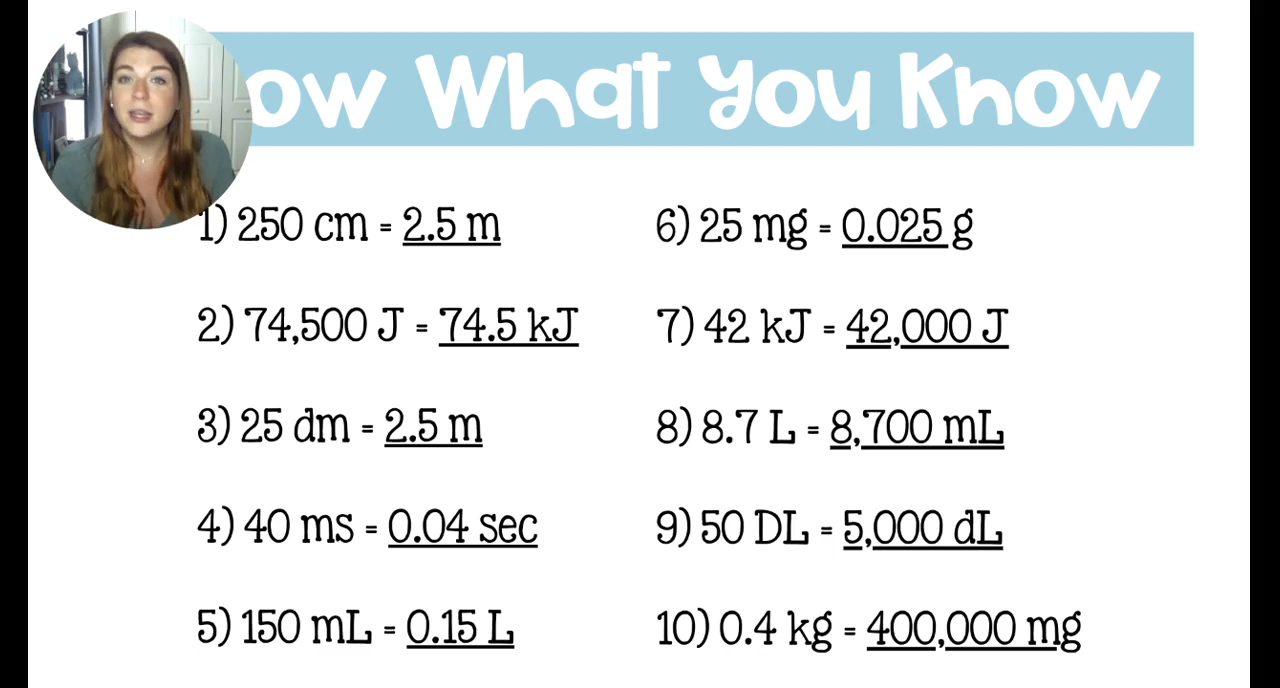 ow What You Know
1) 250 cm = 2.5 m
2) 74,500 J = 74.5 kJ
3) 25 dm = 2.5 m
4) 40 ms = 0.04 sec
5) 150 mL = 0.15 L
6) 25 mg = 0.025 g
7) 42 kJ = 42,000 J
8) 8.7 L = 8,700 mL
9) 50 DL = 5,000 dL
10) 0.4 kg = 400,000 mg